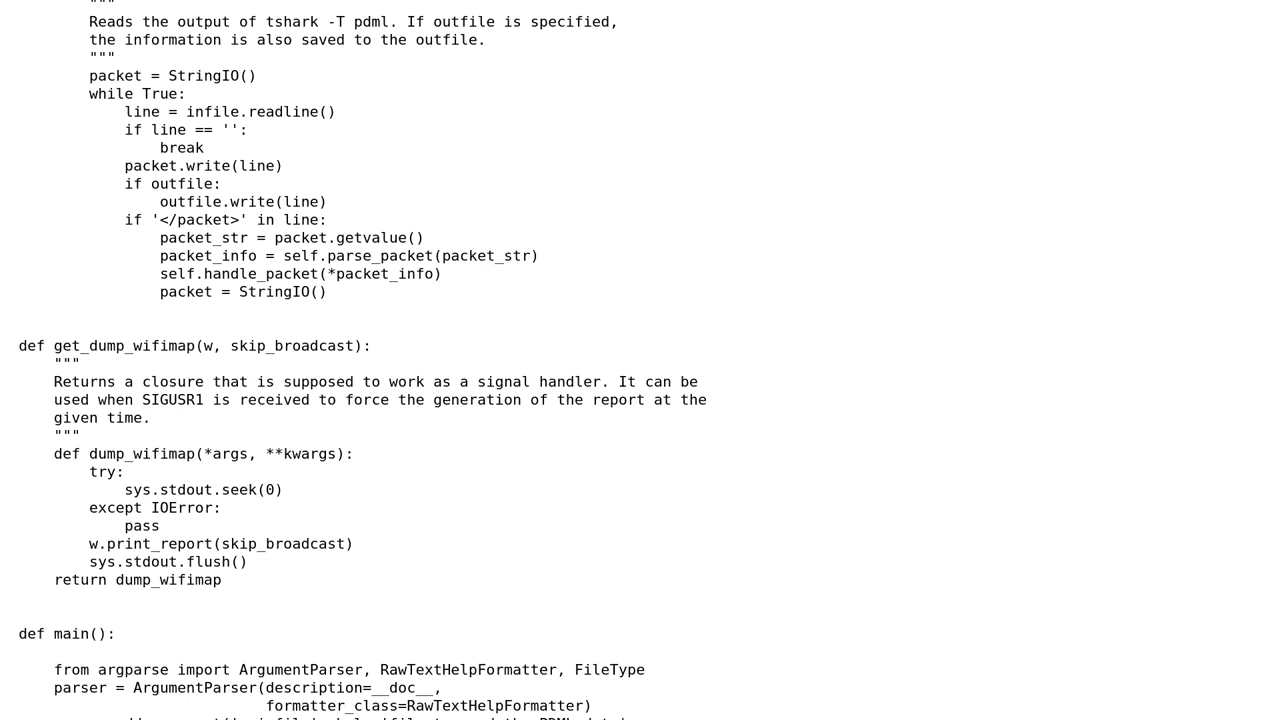 """
Reads the output of tshark -T pdml. If outfile is specified,
the information is also saved to the outfile.
"""
packet = StringIO()
while True:
line = infile.readline()
if line == '':
break
packet.write(line)
if outfile:
outfile.write(line)
if '</packet>' in line:
packet_str = packet.getvalue()
packet_info = self.parse_packet(packet_str)
self.handle_packet(*packet_info)
packet = StringIO()
def get_dump_wifimap(w, skip_broadcast):
"""
Returns a closure that is supposed to work as a signal handler. It can be
used when SIGUSR1 is received to force the generation of the report at the
given time.
"""
def dump_wifimap(*args, **kwargs):
try:
sys.stdout.seek(0)
except IOError:
pass
w.print_report(skip_broadcast)
sys.stdout.flush()
return dump_wifimap
def main():
from argparse import ArgumentParser, RawTextHelpFormatter, FileType
parser = ArgumentParser(description=__doc__,
formatter_class=RawTextHelpFormatter)